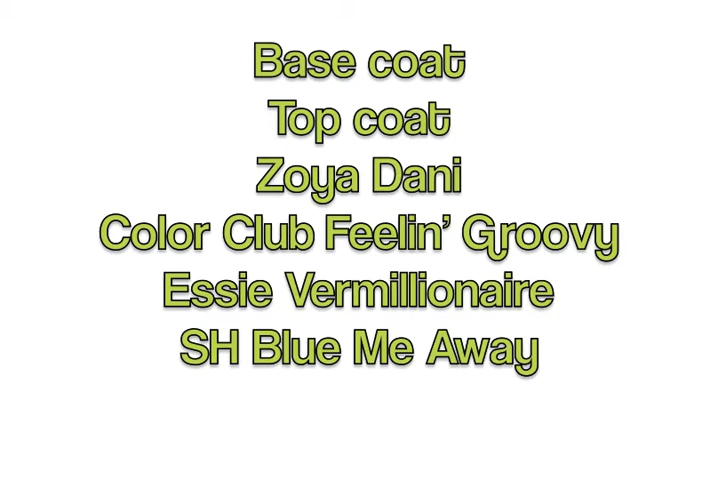 Base coat
Top coat
Zoya Dani
Color Club Feelin’ Groovy
Essie Vermillionaire
SH Blue Me Away